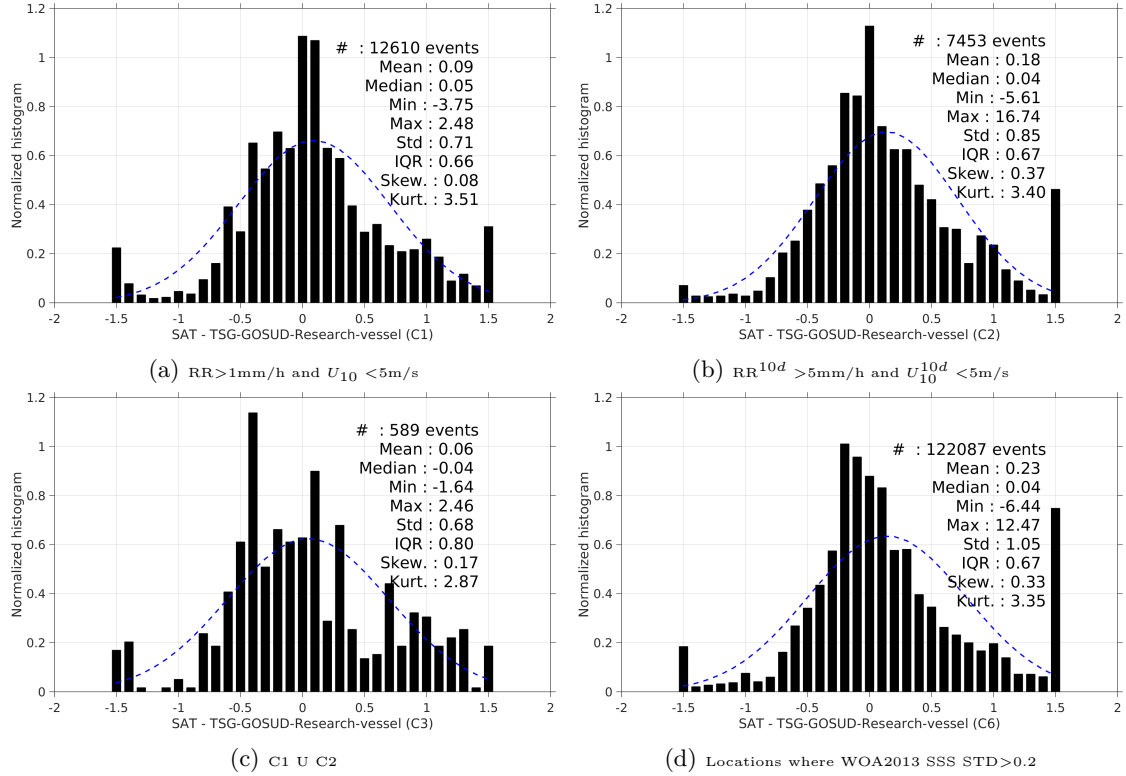 1.2
1
0.8
0.6
0.4
0.2
0
Normalized histogram
-2 -1.5 -1 -0.5 0 0.5 1 1.5 2
SAT - TSG-GOSUD-Research-vessel (C1)
# : 12610 events
Mean : 0.09
Median : 0.05
Min : -3.75
Max : 2.48
Std : 0.71
IQR : 0.66
Skew. : 0.08
Kurt. : 3.51
(a) RR>1mm/h and U10 <5m/s
1.2
1
0.8
0.6
0.4
0.2
0
Normalized histogram
-2 -1.5 -1 -0.5 0 0.5 1 1.5 2
SAT - TSG-GOSUD-Research-vessel (C2)
# : 7453 events
Mean : 0.18
Median : 0.04
Min : -5.61
Max : 16.74
Std : 0.85
IQR : 0.67
Skew. : 0.37
Kurt. : 3.40
(b) RR10d >5mm/h and U10d10 <5m/s
1.2
1
0.8
0.6
0.4
0.2
0
Normalized histogram
-2 -1.5 -1 -0.5 0 0.5 1 1.5 2
SAT - TSG-GOSUD-Research-vessel (C3)
# : 589 events
Mean : 0.06
Median : -0.04
Min : -1.64
Max : 2.46
Std : 0.68
IQR : 0.80
Skew. : 0.17
Kurt. : 2.87
(c) C1 U C2
1.2
1
0.8
0.6
0.4
0.2
0
Normalized histogram
-2 -1.5 -1 -0.5 0 0.5 1 1.5 2
SAT - TSG-GOSUD-Research-vessel (C6)
# : 122087 events
Mean : 0.23
Median : 0.04
Min : -6.44
Max : 12.47
Std : 1.05
IQR : 0.67
Skew. : 0.33
Kurt. : 3.35
(d) Locations where WOA2013 SSS STD>0.2